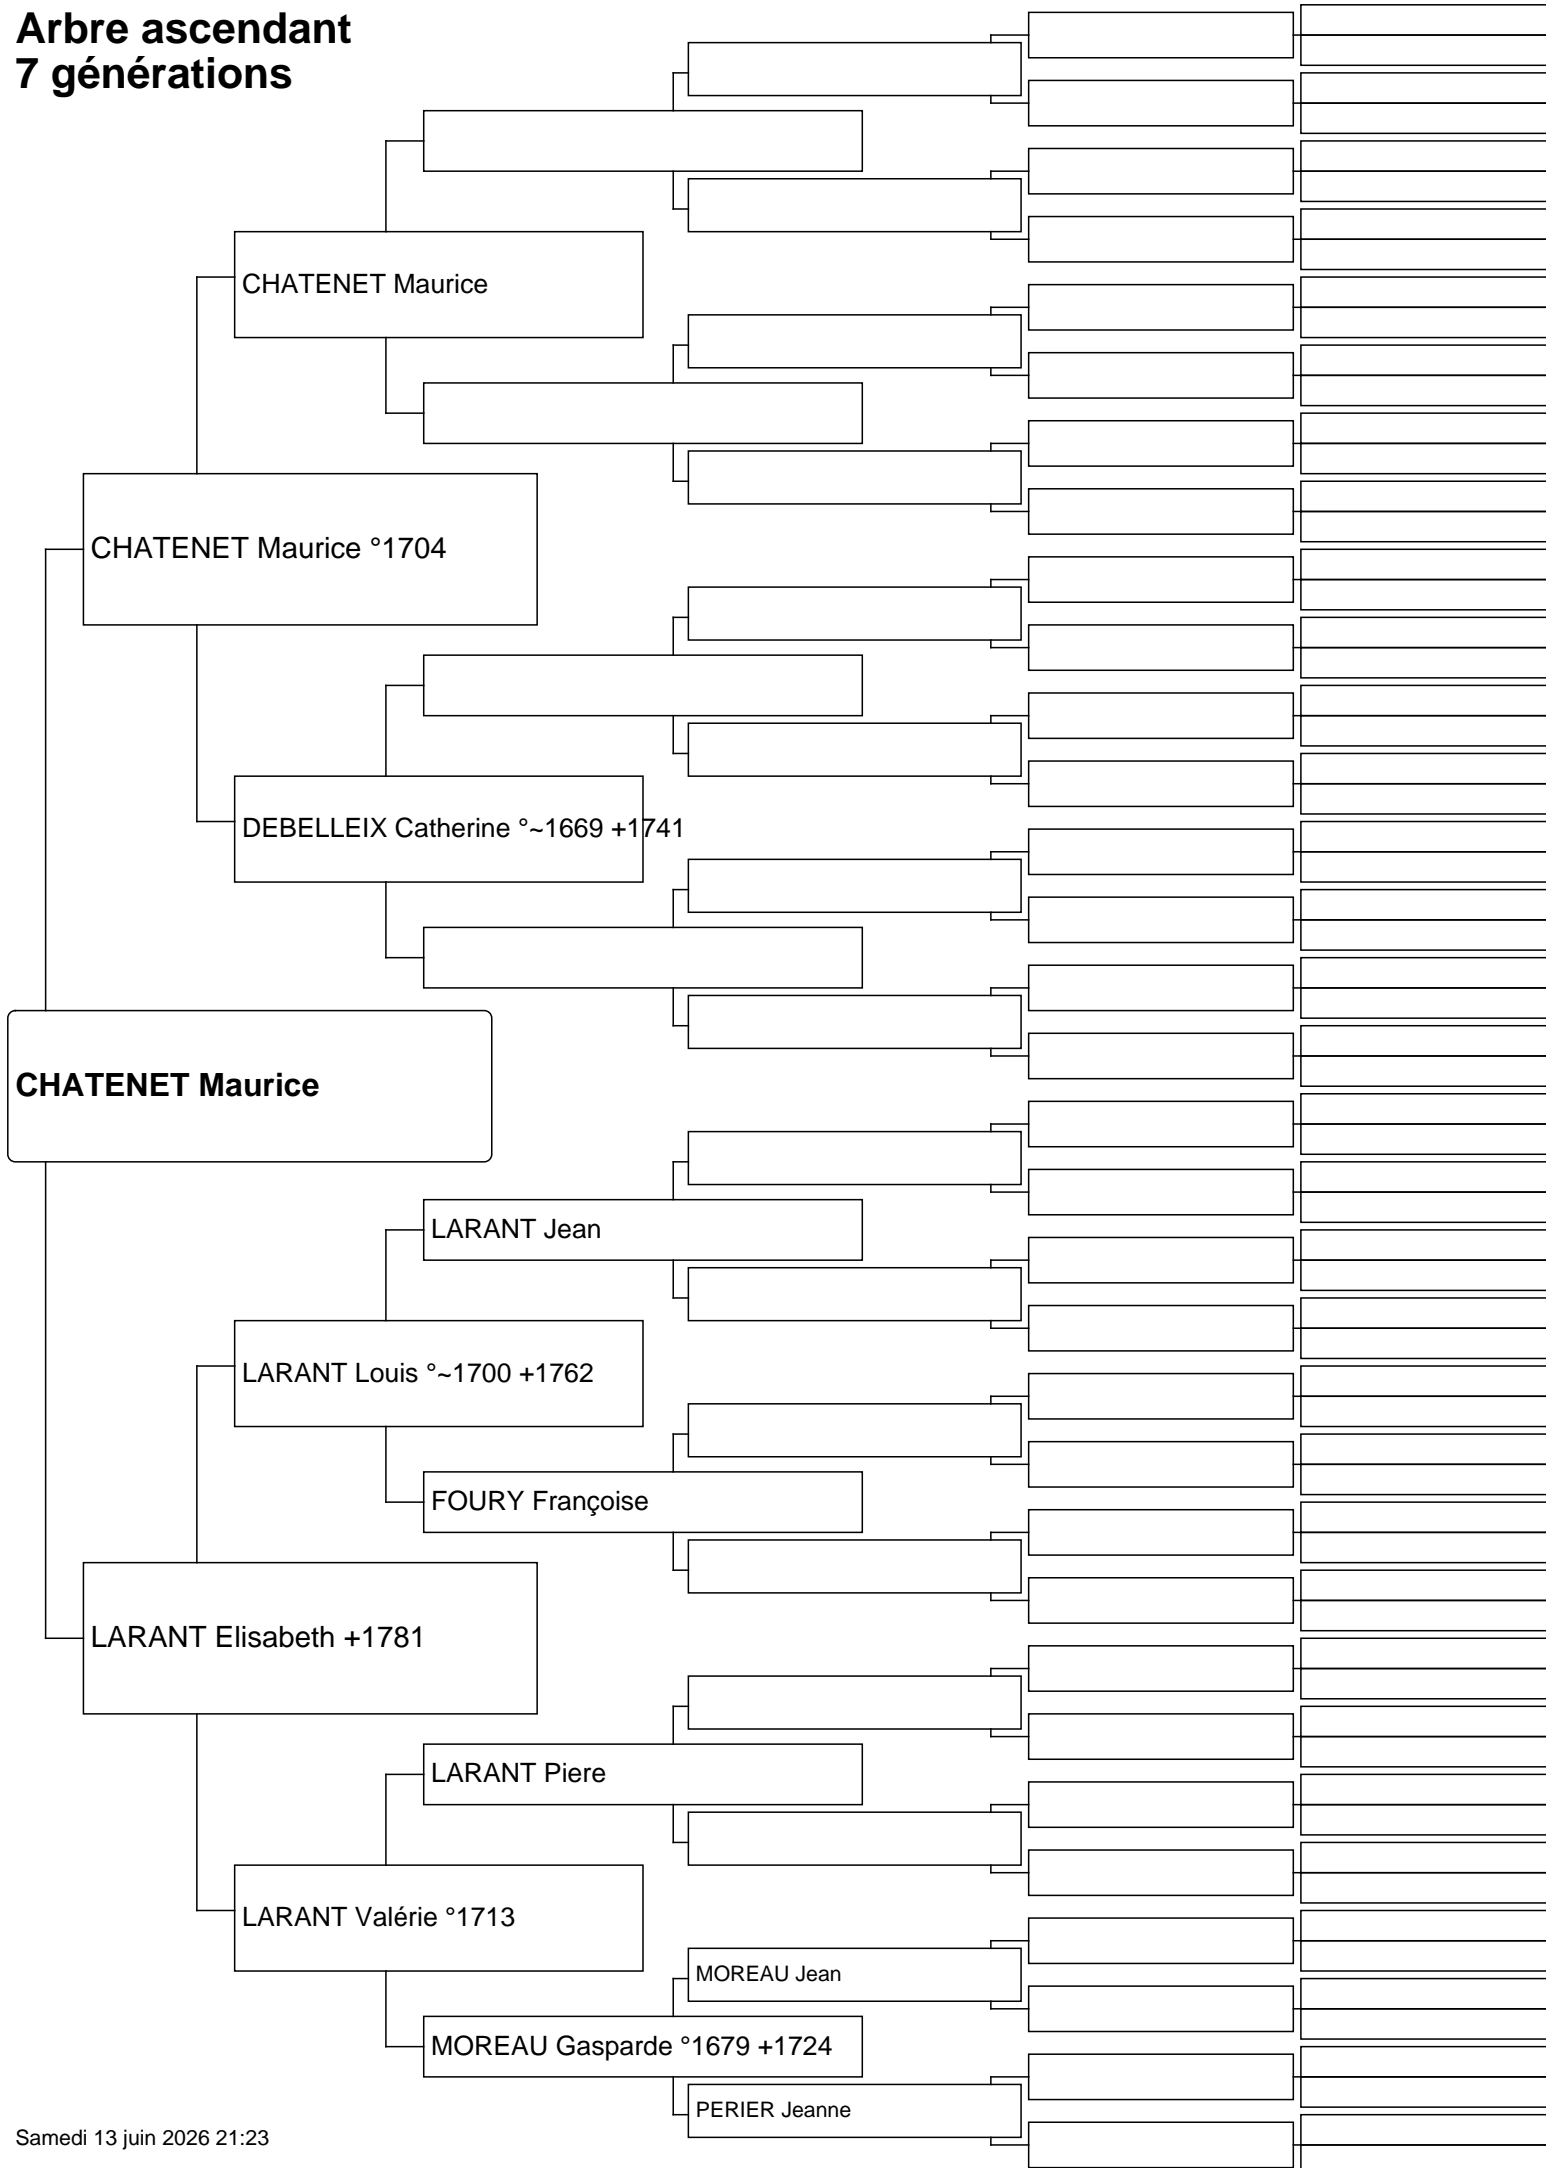 Arbre ascendant
7 générations
CHATENET Maurice
CHATENET Maurice °1704
DEBELLEIX Catherine °~1669 +1741
CHATENET Maurice
LARANT Jean
LARANT Louis °~1700 +1762
FOURY Françoise
LARANT Elisabeth +1781
LARANT Piere
LARANT Valérie °1713
MOREAU Jean
MOREAU Gasparde °1679 +1724
PERIER Jeanne
Samedi 13 juin 2026 21:23